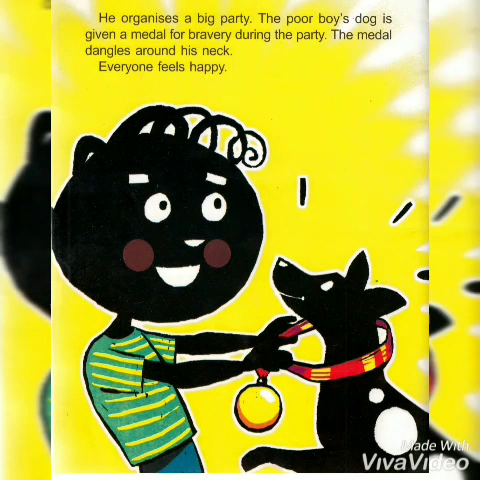 He organises a big party. The poor boy's dog is
given a medal for bravery during the party. The medal
dangles around his neck.
Everyone feels happy.
Made With
VivaVideo